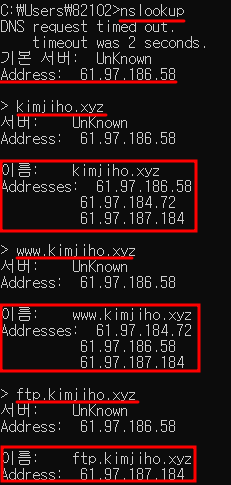 C:\Users\82102>nslookup
DNS request timed out.
timeout was 2 seconds.
기본 서버: UnKnown
Address: 61.97.186.58
> kimjiho.xyz
서버: UnKnown
Address: 61.97.186.58
이름: kimjiho.xyz
Addresses: 61.97.186.58
61.97.184.72
61.97.187.184
> www.kimjiho.xyz
서버: UnKnown
Address: 61.97.186.58
이름: www.kimjiho.xyz
Addresses: 61.97.184.72
61.97.186.58
61.97.187.184
> ftp.kimjiho.xyz
서버: UnKnown
Address: 61.97.186.58
이름: ftp.kimjiho.xyz
Address: 61.97.187.184